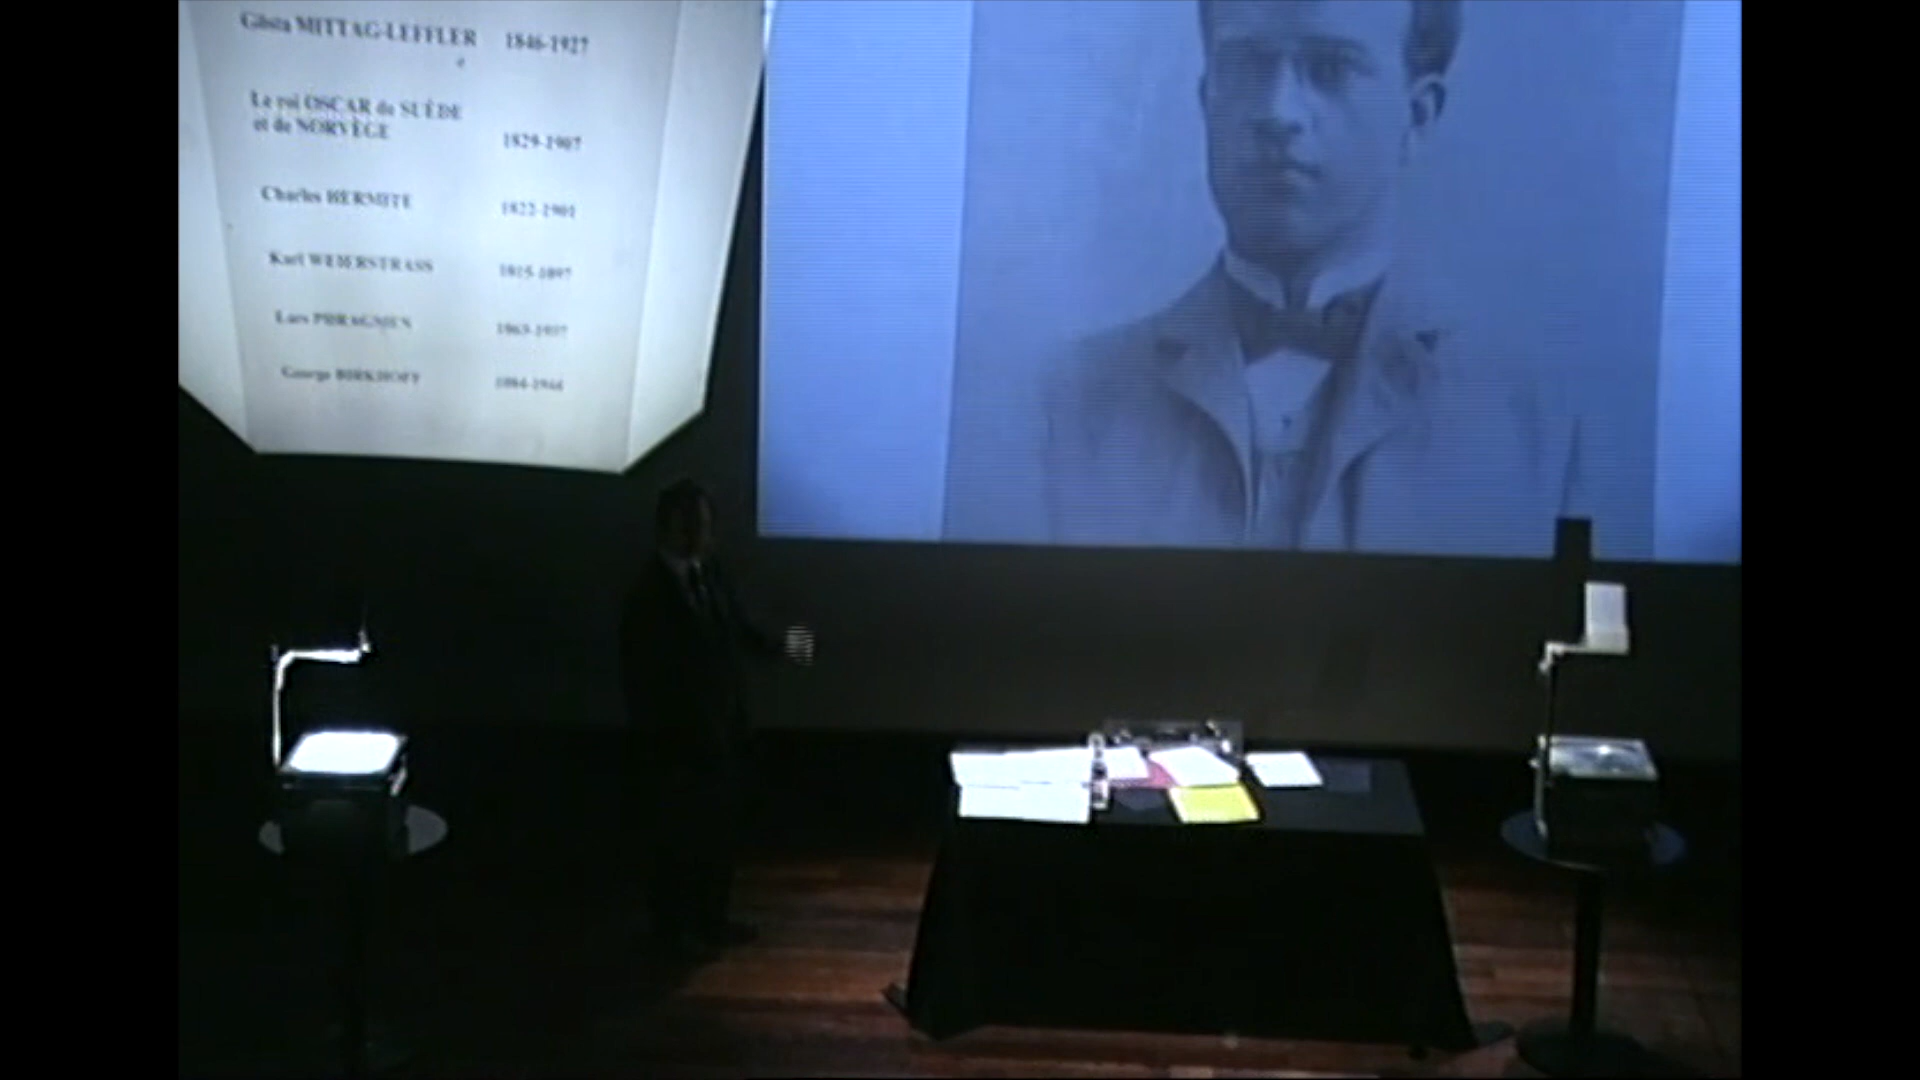 Gösta MITTAG-LEFFLER 1846-1927
Le roi OSCAR de SUÈDE
et de NORVÈGE 1829-1907
Charles HERMITE 1822-1901
Karl WEIERSTRASS 1815-1897
Lars PHRAGMEN 1863-1937
George BIRKHOFF 1884-1944